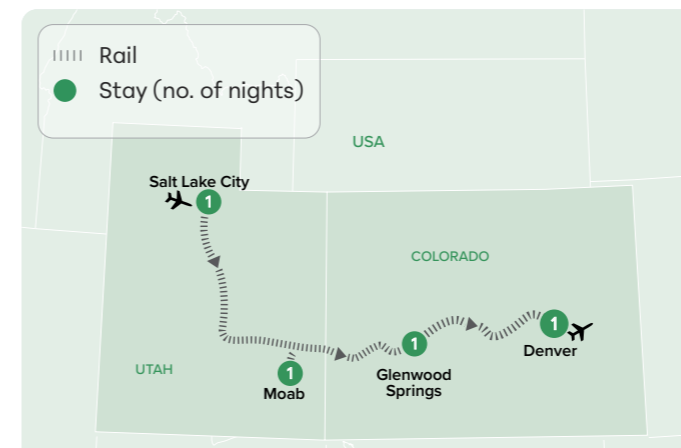 Rail
Stay (no. of nights)
USA
Salt Lake City
1
COLORADO
1
1
Denver
UTAH
1
Moab
Glenwood
Springs